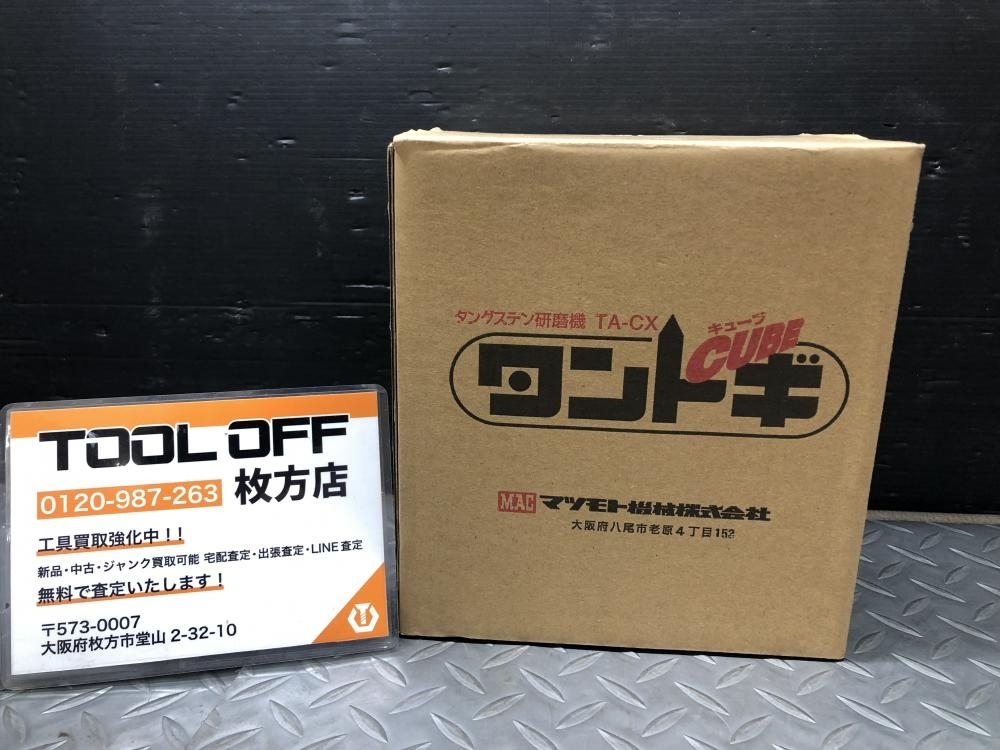 TOOL OFF
0120-987-263 枚方店
工具買取強化中!!
新品・中古・ジャンク買取可能 宅配査定・出張査定・LINE査定
無料で査定いたします!
〒573-0007
大阪府枚方市堂山 2-32-10
タングステン研磨機 TA-CX
キューブ
CUBE
タントギ
MAC マツモト機械株式会社
大阪府八尾市老原4丁目152